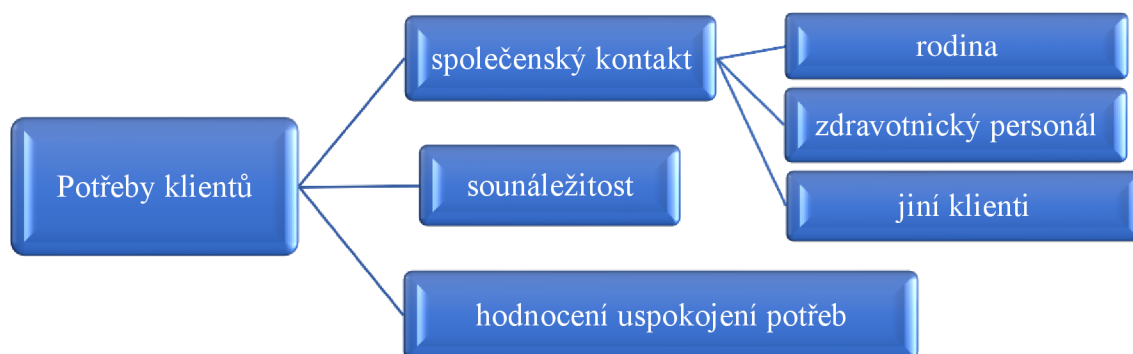 Potřeby klientů
společenský kontakt
rodina
zdravotnický personál
jiní klienti
sounáležitost
hodnocení uspokojení potřeb